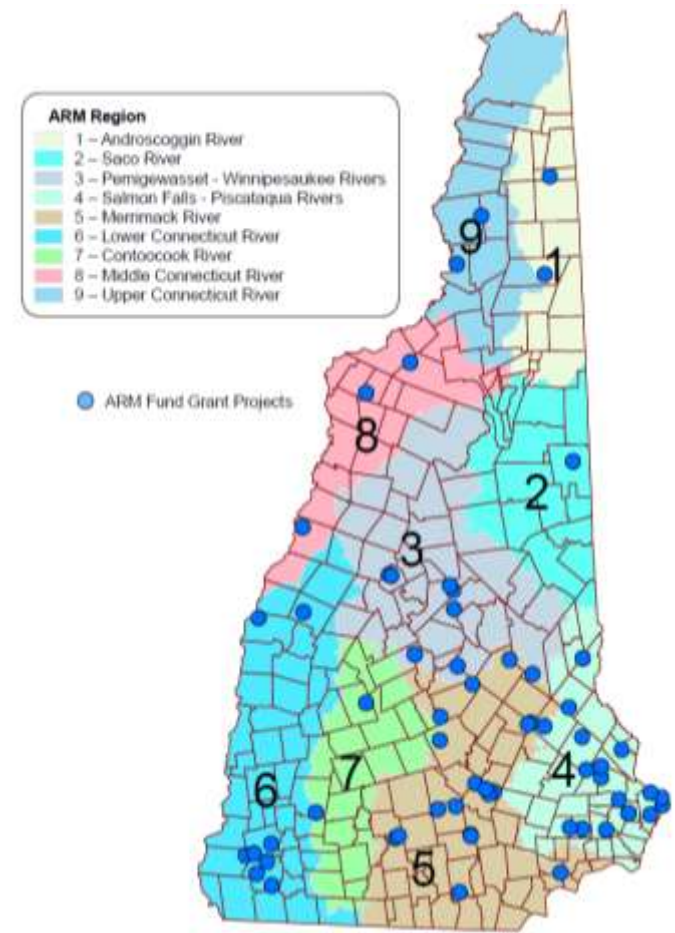 ARM Region
1 – Androscoggin River
2 – Saco River
3 – Pemigewasset - Winnipesaukee Rivers
4 – Salmon Falls - Piscataqua Rivers
5 – Merrimack River
6 – Lower Connecticut River
7 – Contoocook River
8 – Middle Connecticut River
9 – Upper Connecticut River
ARM Fund Grant Projects
9
1
8
2
3
4
7
6
5